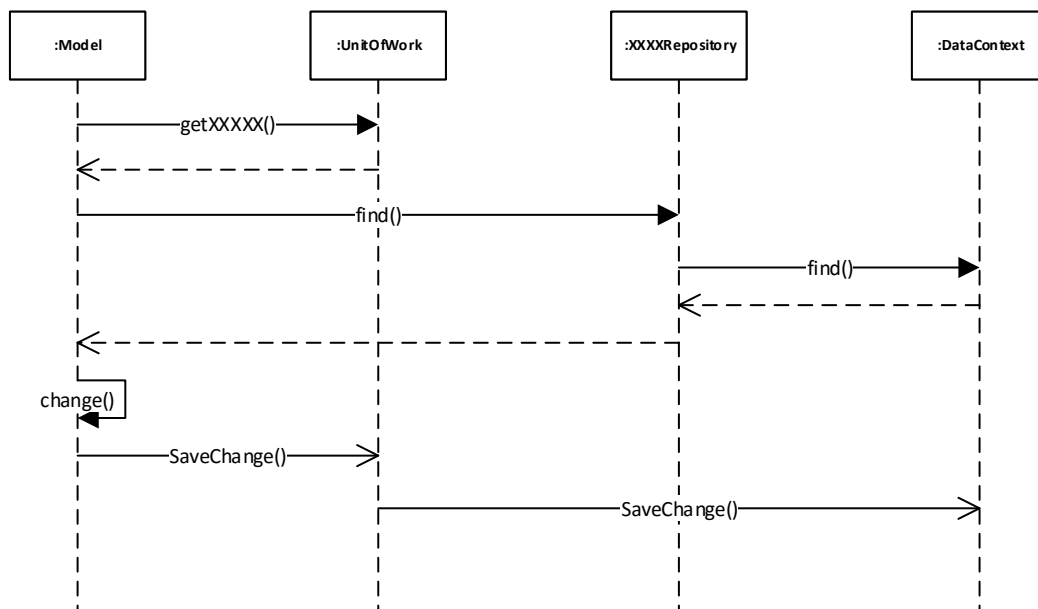 :Model
:UnitOfWork
:XXXXRepository
:DataContext
getXXXXX()
find()
find()
change()
SaveChange()
SaveChange()